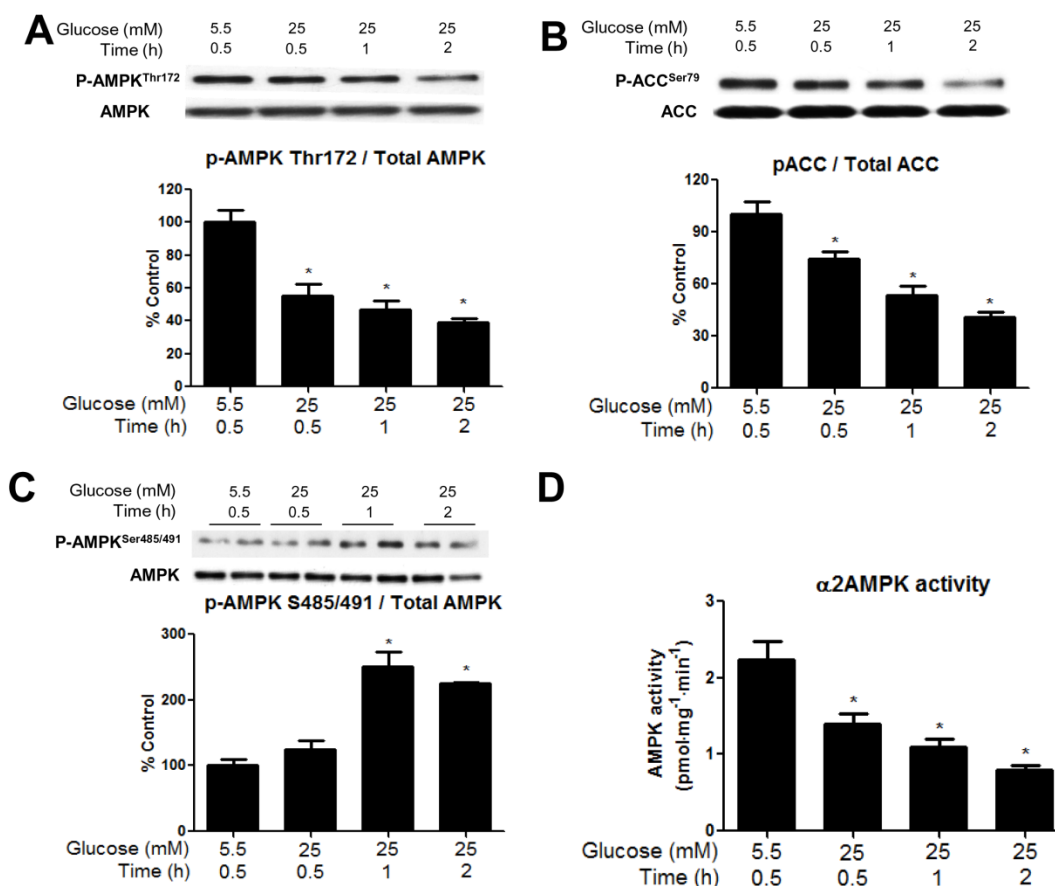 A
Glucose (mM) 5.5 25 25 25
Time (h) 0.5 0.5 1 2
P-AMPKThr172
AMPK
p-AMPK Thr172 / Total AMPK
120
100
80
60
40
20
0
% Control
* * *
Glucose (mM) 5.5 25 25 25
Time (h) 0.5 0.5 1 2
B
Glucose (mM) 5.5 25 25 25
Time (h) 0.5 0.5 1 2
P-ACCSer79
ACC
pACC / Total ACC
120
90
60
30
0
% Control
* * *
Glucose (mM) 5.5 25 25 25
Time (h) 0.5 0.5 1 2
C
Glucose (mM) 5.5 25 25 25
Time (h) 0.5 0.5 1 2
P-AMPKSer485/491
AMPK
p-AMPK S485/491 / Total AMPK
300
200
100
0
% Control
* *
Glucose (mM) 5.5 25 25 25
Time (h) 0.5 0.5 1 2
D
α2AMPK activity
3
2
1
0
AMPK activity
(pmol·mg⁻¹·min⁻¹)
* * *
Glucose (mM) 5.5 25 25 25
Time (h) 0.5 0.5 1 2